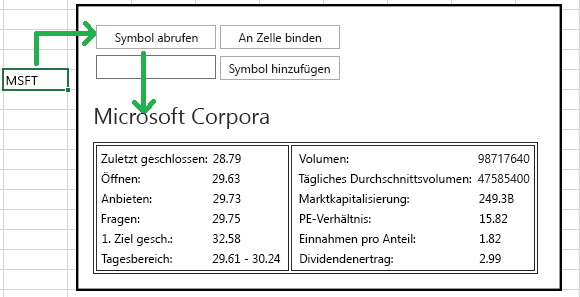 Symbol abrufen An Zelle binden
MSFT
Symbol hinzufügen
Microsoft Corpora
Zuletzt geschlossen: 28.79 Volumen: 98717640
Öffnen: 29.63 Tägliches Durchschnittsvolumen: 47585400
Anbieten: 29.73 Marktkapitalisierung: 249.3B
Fragen: 29.75 PE-Verhältnis: 15.82
1. Ziel gesch.: 32.58 Einnahmen pro Anteil: 1.82
Tagesbereich: 29.61 - 30.24 Dividendenertrag: 2.99